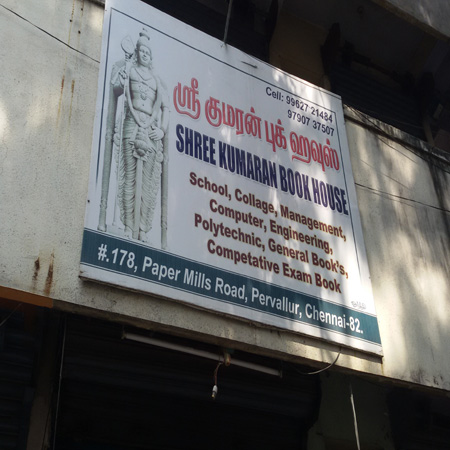 Cell: 99627 21484
97907 37507
ஸ்ரீ குமரன் புக் ஹவுஸ்
SHREE KUMARAN BOOK HOUSE
School, Collage, Management,
Computer, Engineering,
Polytechnic, General Book's,
Competative Exam Book
#.178, Paper Mills Road, Pervallur, Chennai-82.